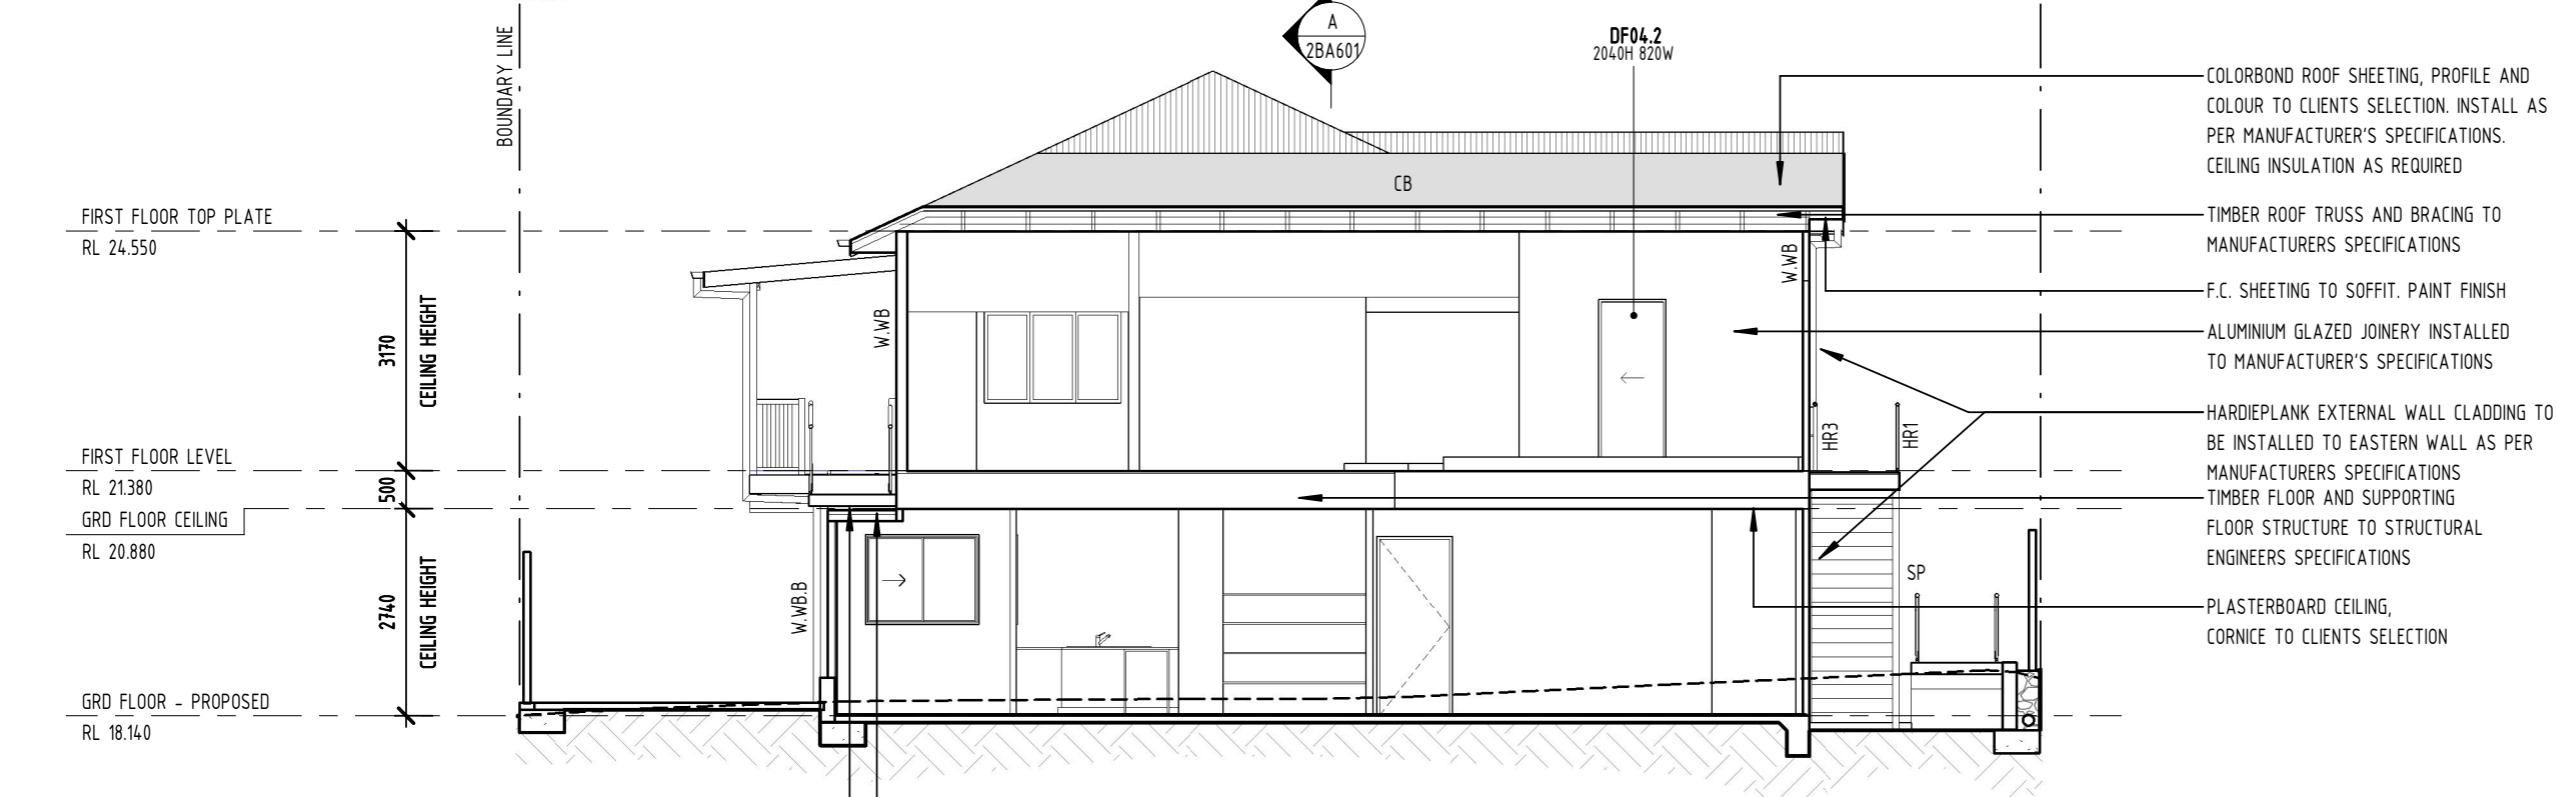 BOUNDARY LINE
A
2BA601
DF04.2
2040H 820W
COLORBOND ROOF SHEETING, PROFILE AND
COLOUR TO CLIENTS SELECTION. INSTALL AS
PER MANUFACTURER'S SPECIFICATIONS.
CEILING INSULATION AS REQUIRED
CB
FIRST FLOOR TOP PLATE
RL 24.550
TIMBER ROOF TRUSS AND BRACING TO
MANUFACTURERS SPECIFICATIONS
W.WB
W.WB
F.C. SHEETING TO SOFFIT. PAINT FINISH
3170
CEILING HEIGHT
ALUMINIUM GLAZED JOINERY INSTALLED
TO MANUFACTURER'S SPECIFICATIONS
HR3
HR1
HARDIEPLANK EXTERNAL WALL CLADDING TO
BE INSTALLED TO EASTERN WALL AS PER
MANUFACTURERS SPECIFICATIONS
FIRST FLOOR LEVEL
RL 21.380
500
TIMBER FLOOR AND SUPPORTING
FLOOR STRUCTURE TO STRUCTURAL
ENGINEERS SPECIFICATIONS
GRD FLOOR CEILING
RL 20.880
2740
CEILING HEIGHT
W.WB.B
SP
PLASTERBOARD CEILING,
CORNICE TO CLIENTS SELECTION
GRD FLOOR - PROPOSED
RL 18.140